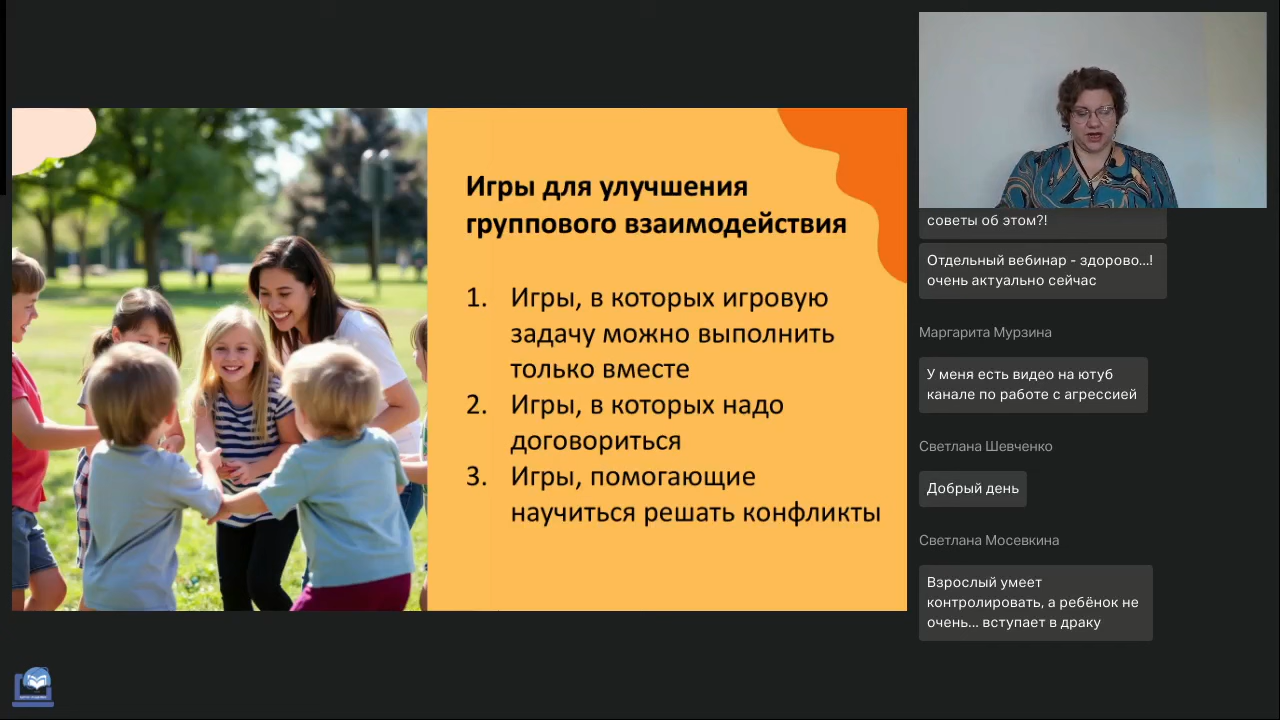 Игры для улучшения
группового взаимодействия
1. Игры, в которых игровую
задачу можно выполнить
только вместе
2. Игры, в которых надо
договориться
3. Игры, помогающие
научиться решать конфликты
советы об этом?!
Отдельный вебинар - здорово...!
очень актуально сейчас
Маргарита Мурзина
У меня есть видео на ютуб
канале по работе с агрессией
Светлана Шевченко
Добрый день
Светлана Мосевкина
Взрослый умеет
контролировать, а ребёнок не
очень... вступает в драку